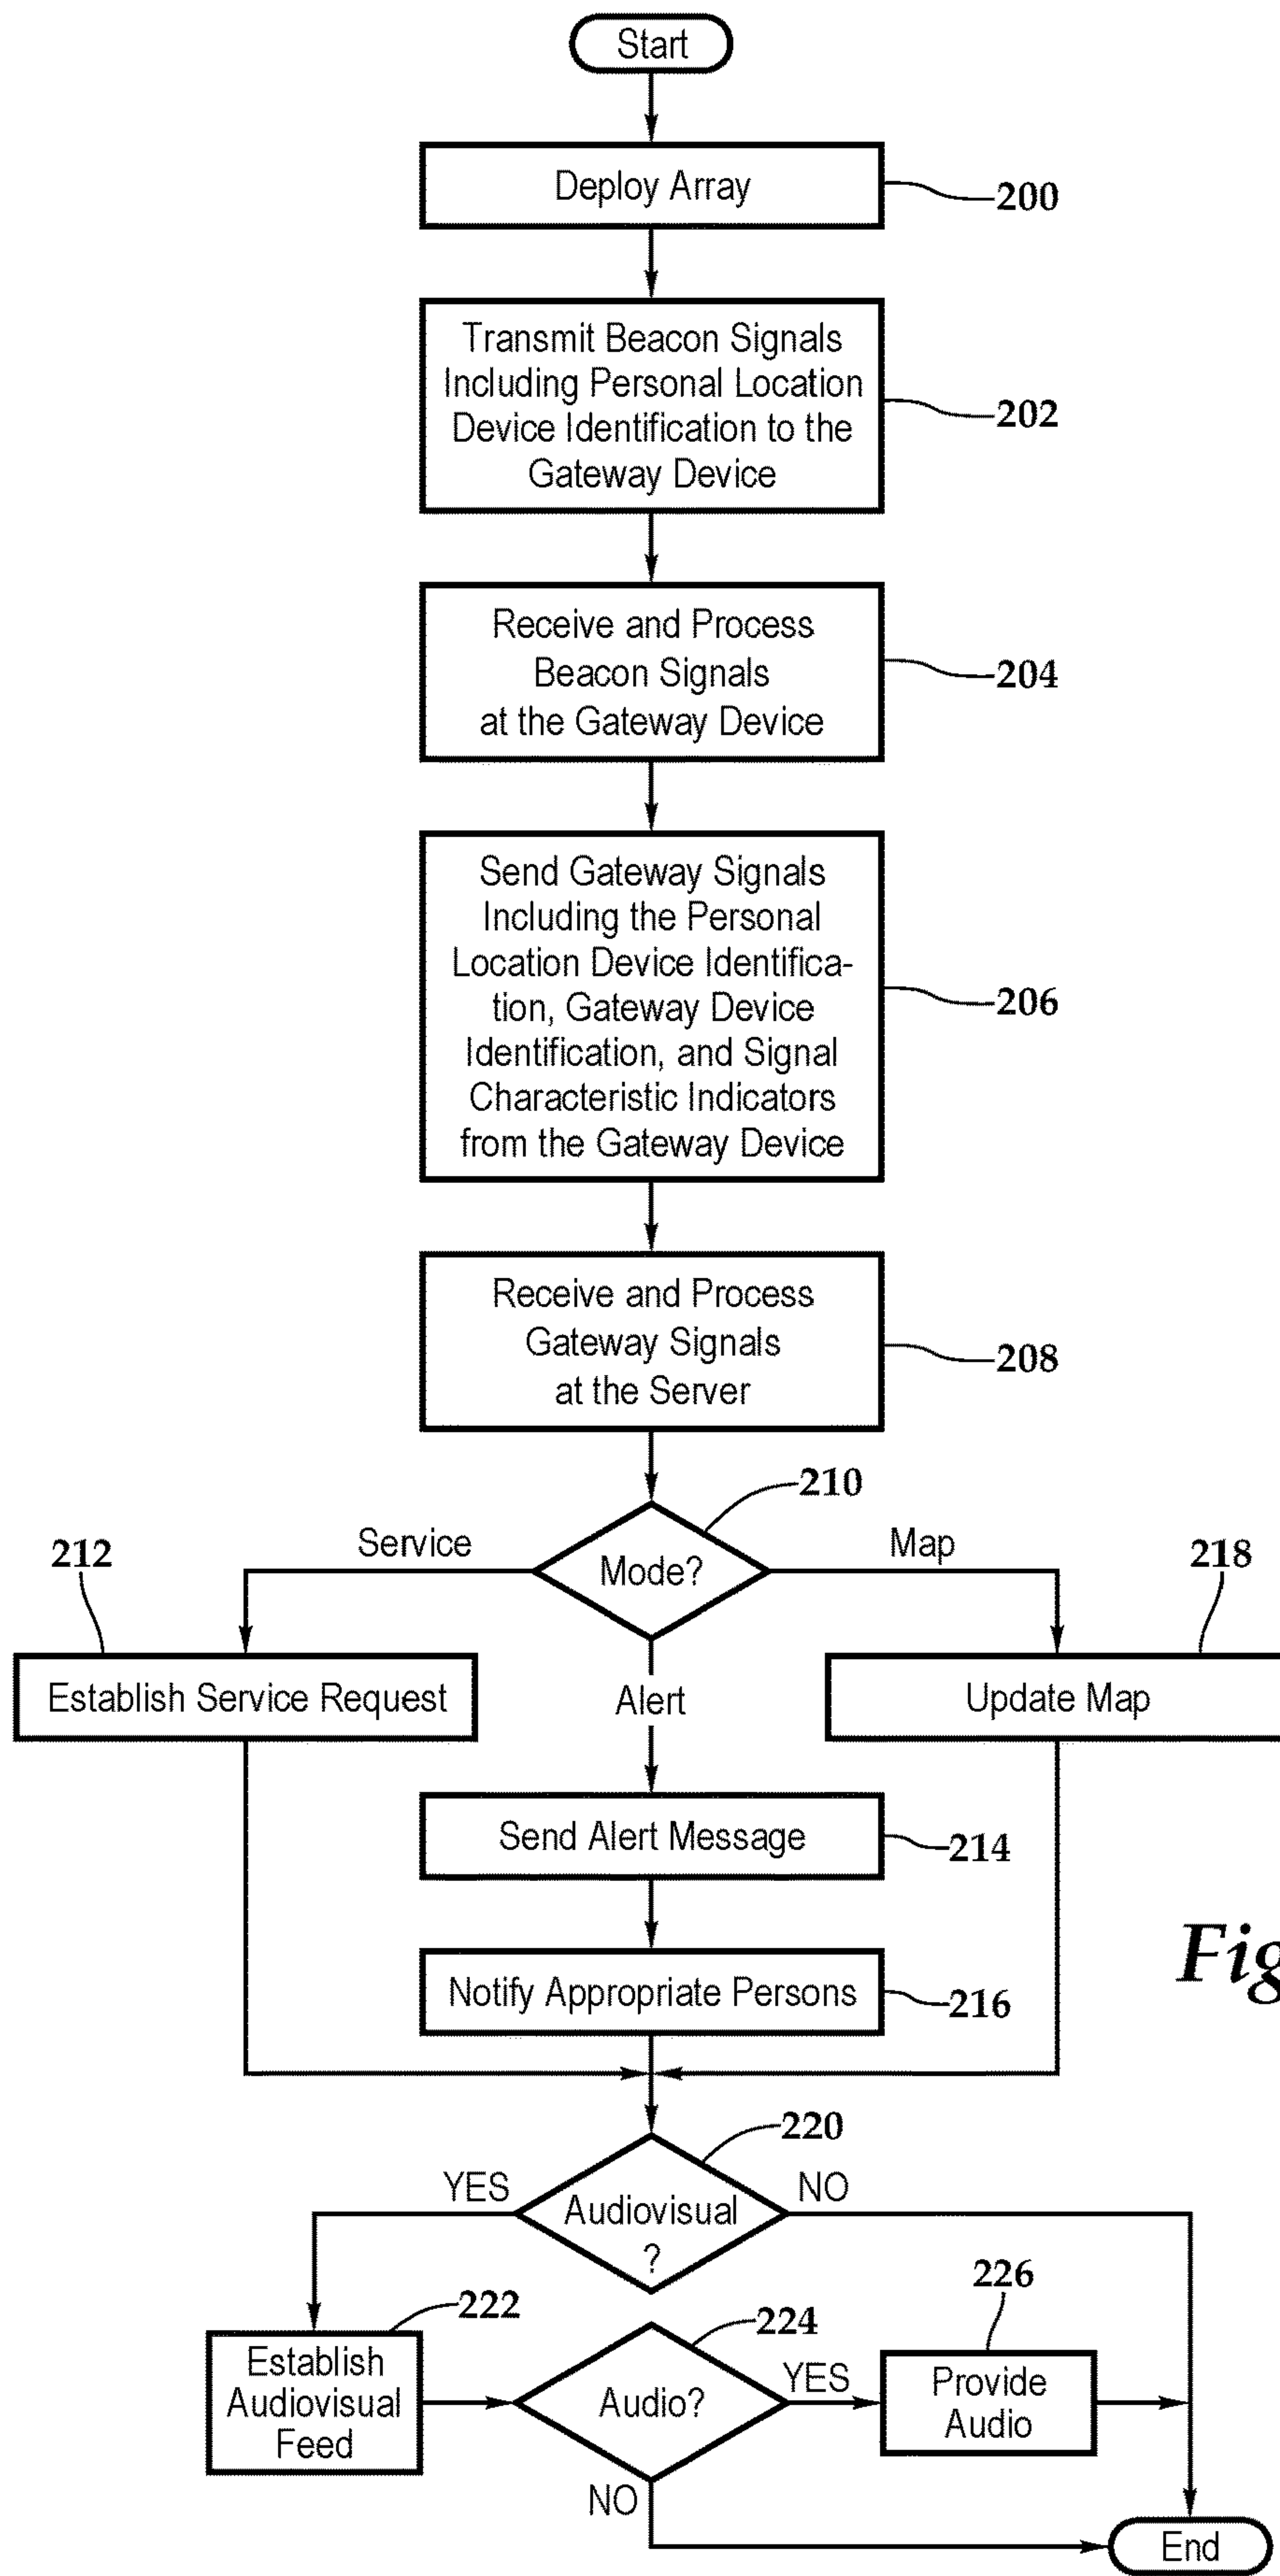 Start
Deploy Array
200
Transmit Beacon Signals
Including Personal Location
Device Identification to the
Gateway Device
202
Receive and Process
Beacon Signals
at the Gateway Device
204
Send Gateway Signals
Including the Personal
Location Device Identifica-
tion, Gateway Device
Identification, and Signal
Characteristic Indicators
from the Gateway Device
206
Receive and Process
Gateway Signals
at the Server
208
210
Mode?
Service
Map
212
218
Establish Service Request
Alert
Update Map
Send Alert Message
214
Notify Appropriate Persons
216
Fig
220
YES
Audiovisual
?
NO
222
Establish
Audiovisual
Feed
224
Audio?
YES
NO
226
Provide
Audio
End